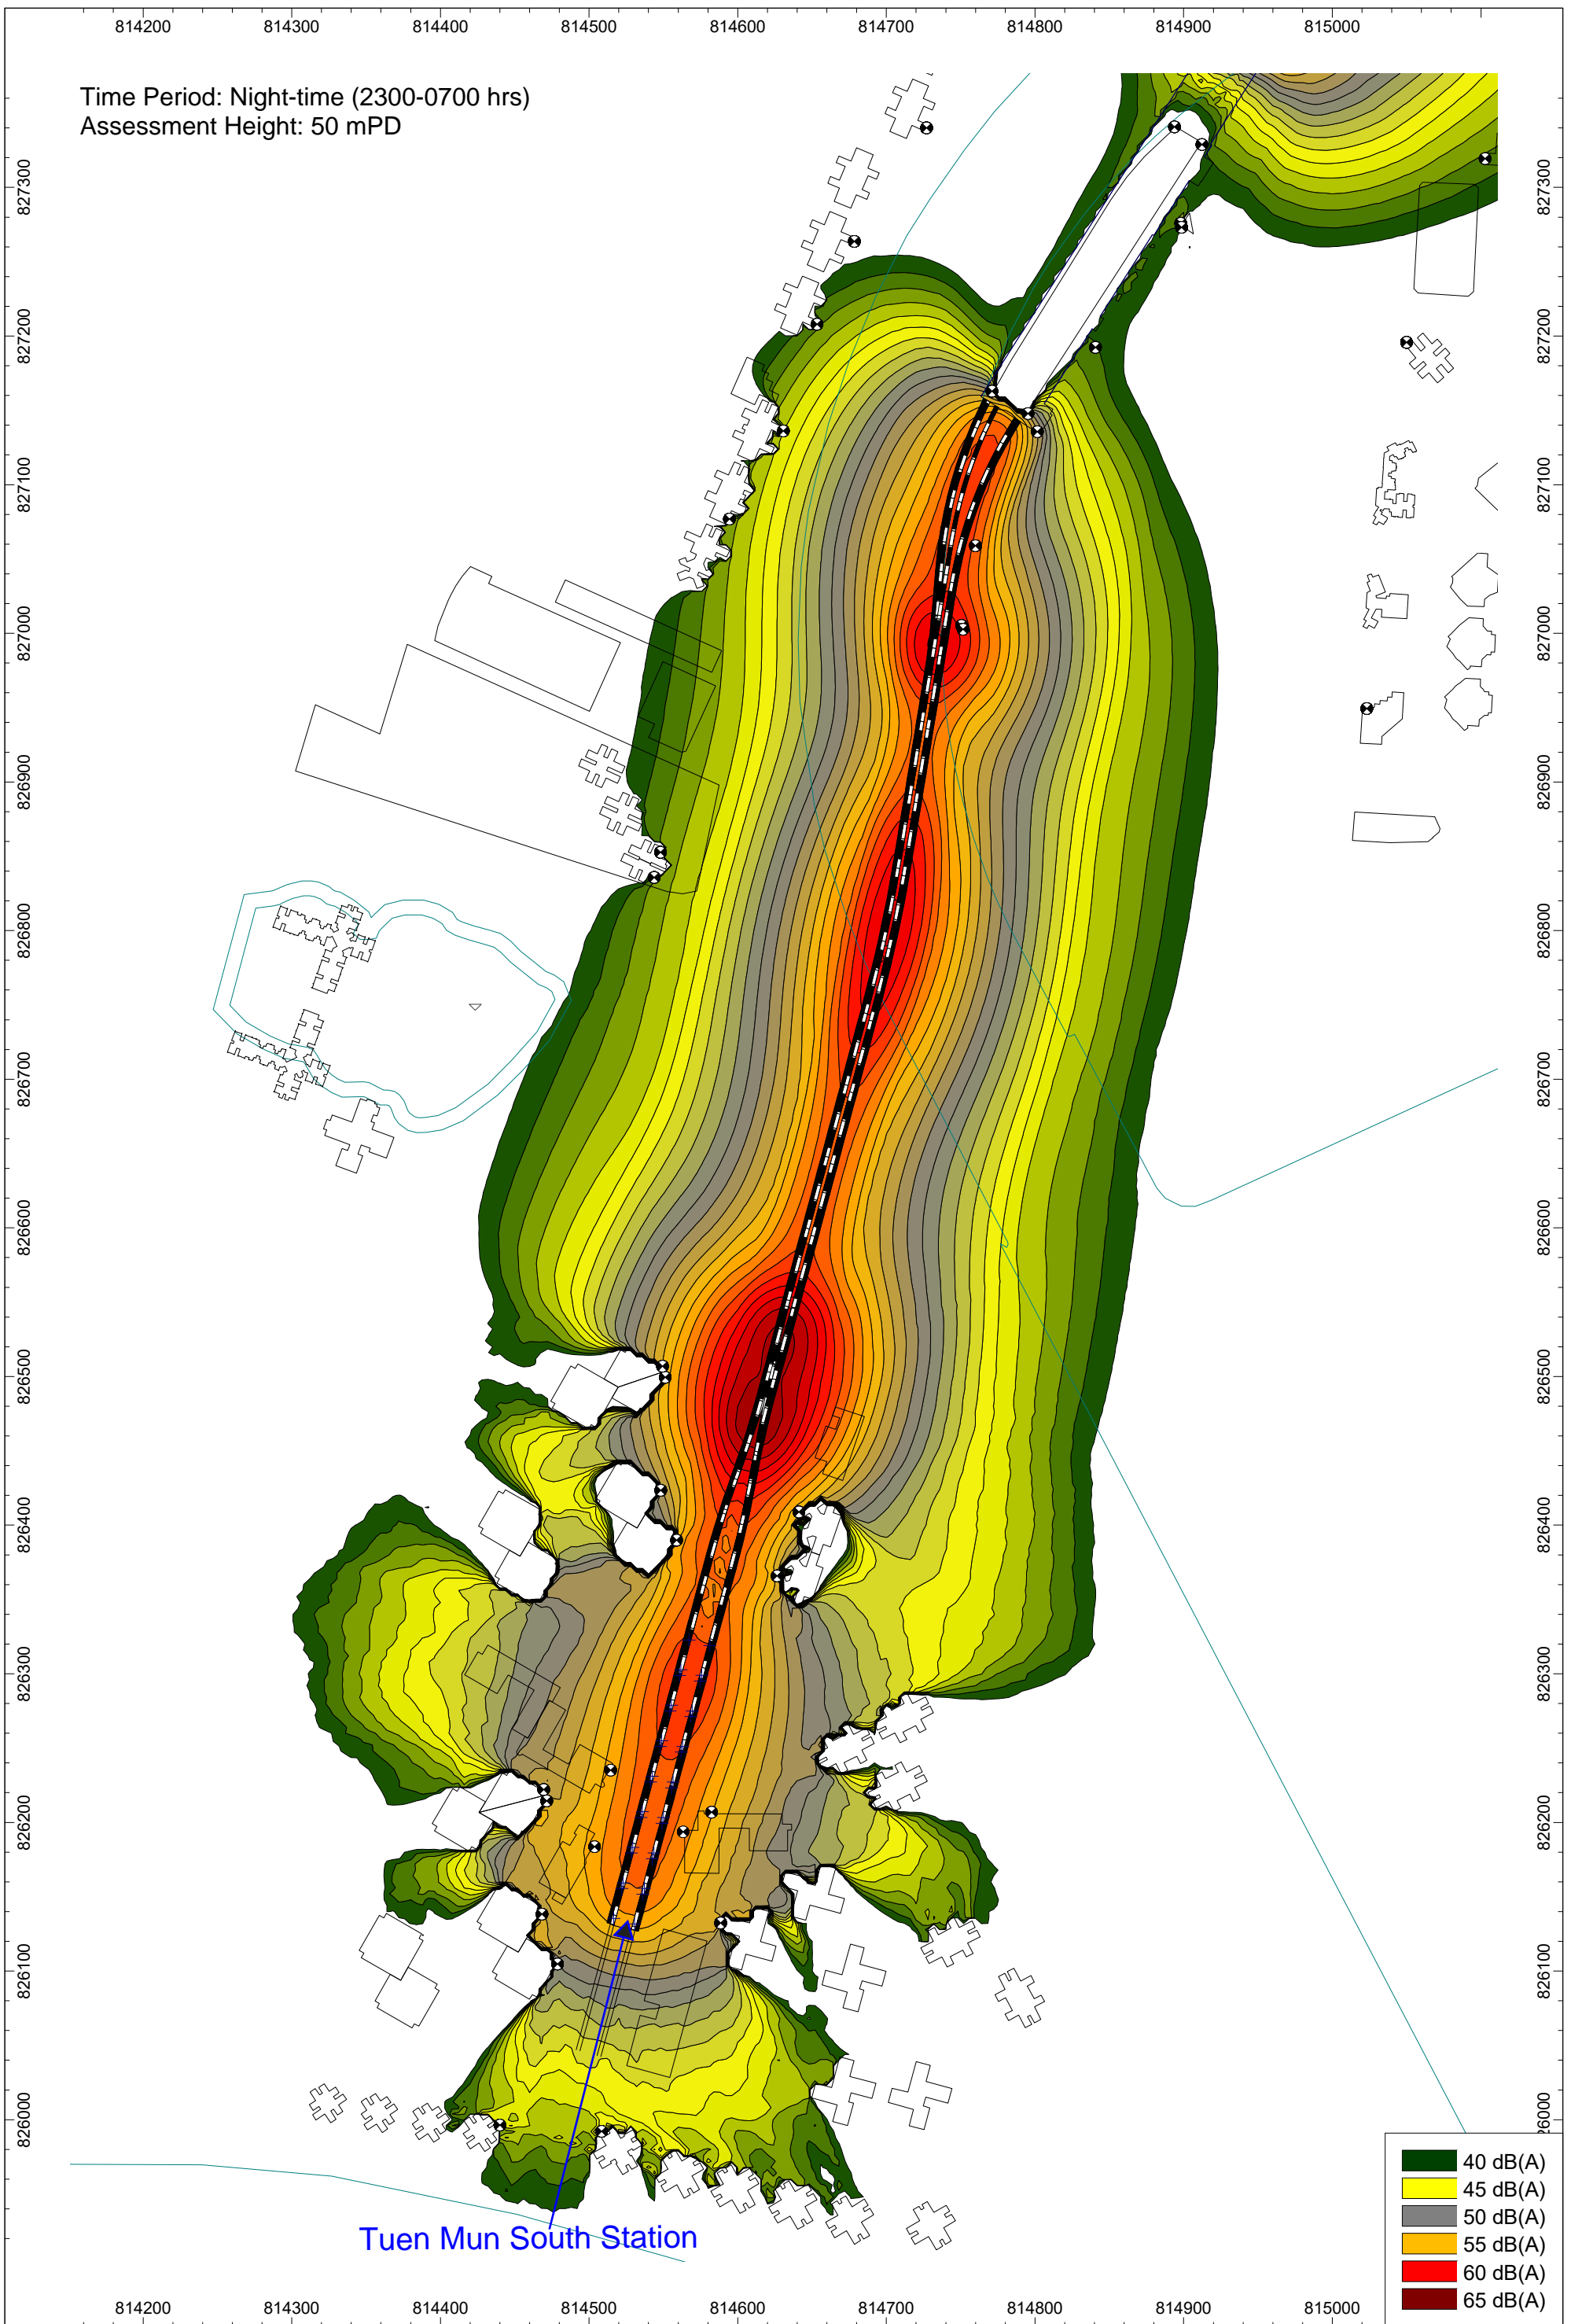 814200 814300 814400 814500 814600 814700 814800 814900 815000
Time Period: Night-time (2300-0700 hrs)
Assessment Height: 50 mPD
827300 827300
827200 827200
827100 827100
827000 827000
826900 826900
826800 826800
826700 826700
826600 826600
826500 826500
826400 826400
826300 826300
826200 826200
826100 826100
826000 26000
Tuen Mun South Station
40 dB(A)
45 dB(A)
50 dB(A)
55 dB(A)
60 dB(A)
65 dB(A)
814200 814300 814400 814500 814600 814700 814800 814900 815000